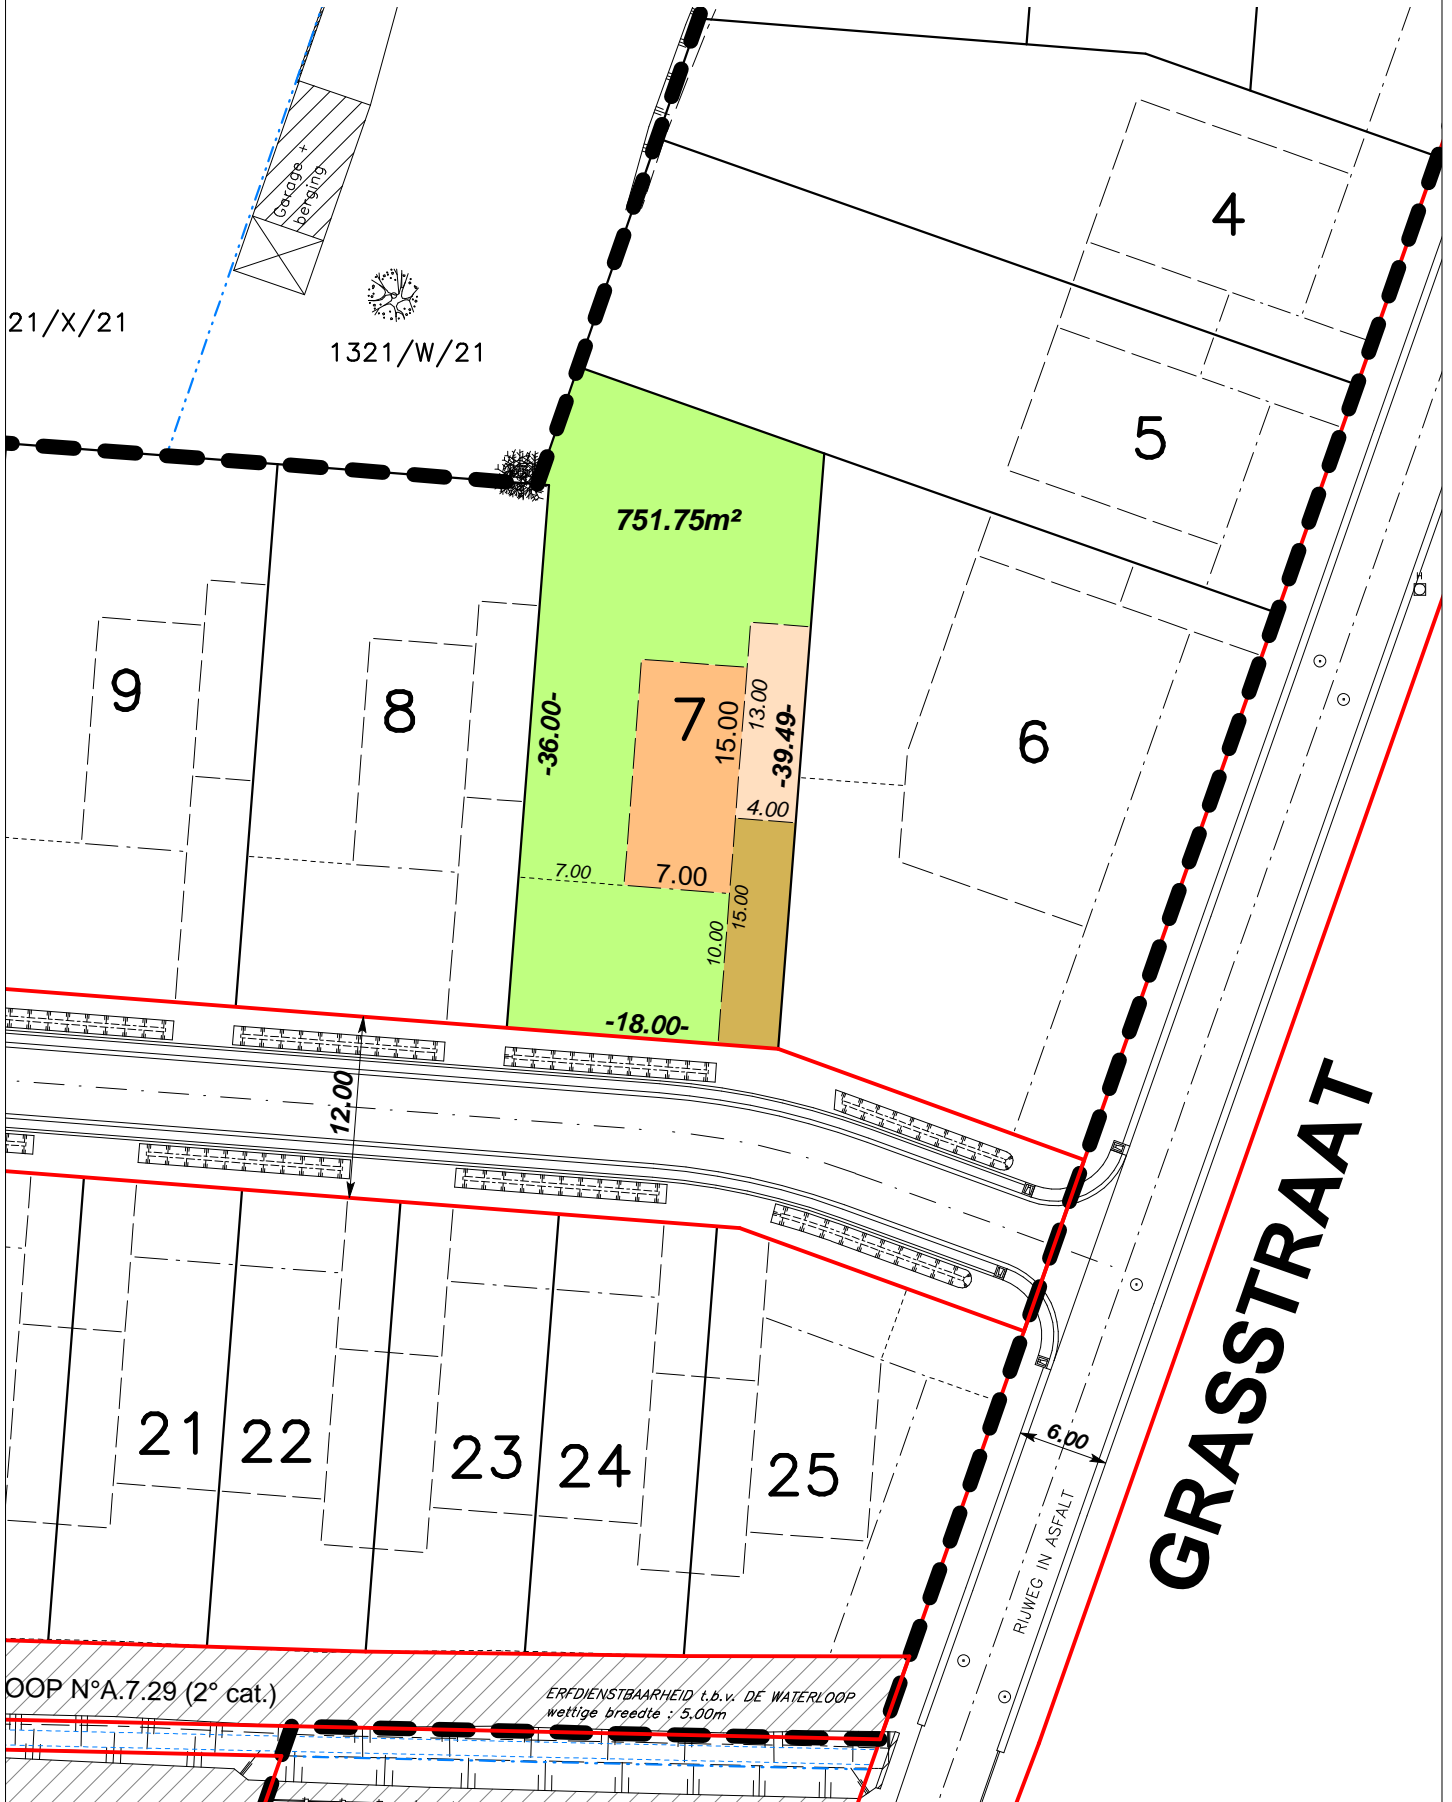 Garage +
berging
4
21/X/21
1321/W/21
5
751.75m²
H
9
8
-36.00-
7
15.00
13.00
-39.49-
6
4.00
7.00
7.00
15.00
10.00
-18.00-
12.00
GRASSTRAAT
21
22
23
24
25
6.00
RIJWEG IN ASFALT
OOP N°A.7.29 (2° cat.)
ERFDIENSTBAARHEID t.b.v. DE WATERLOOP
wettige breedte : 5.00m